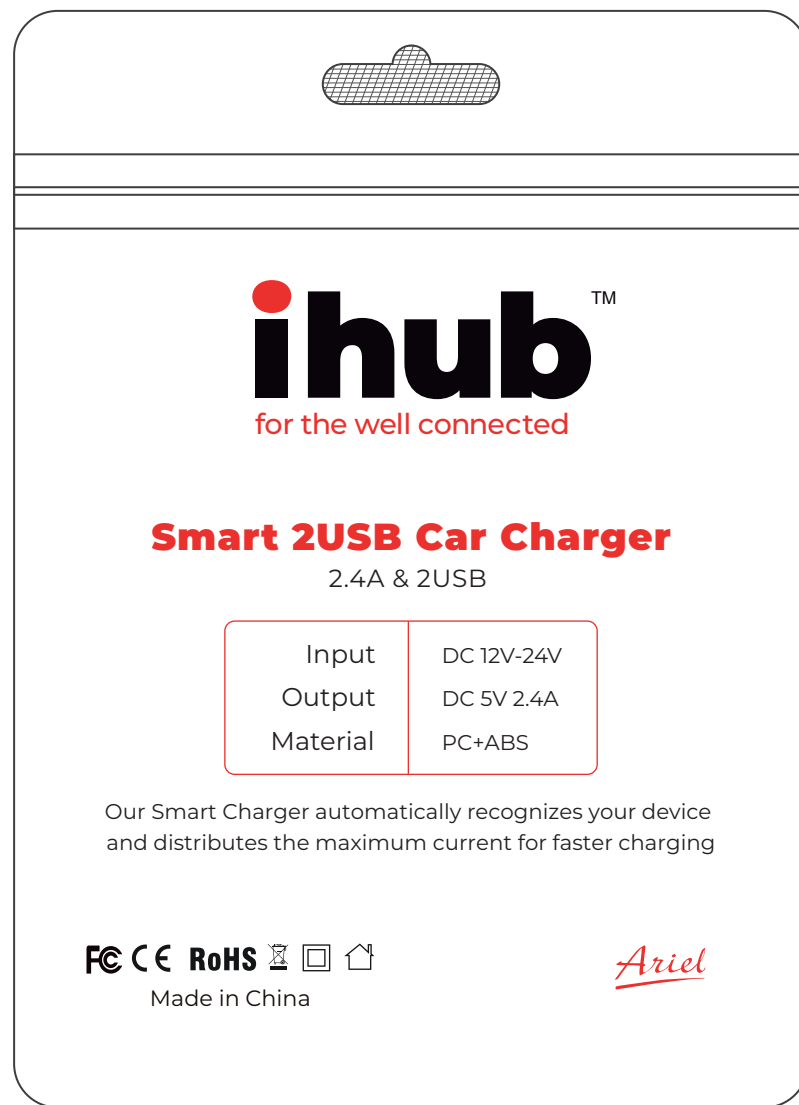 ihub™
for the well connected
Smart 2USB Car Charger
2.4A & 2USB
Input DC 12V-24V
Output DC 5V 2.4A
Material PC+ABS
Our Smart Charger automatically recognizes your device
and distributes the maximum current for faster charging
FC CE RoHS
Made in China
Ariel